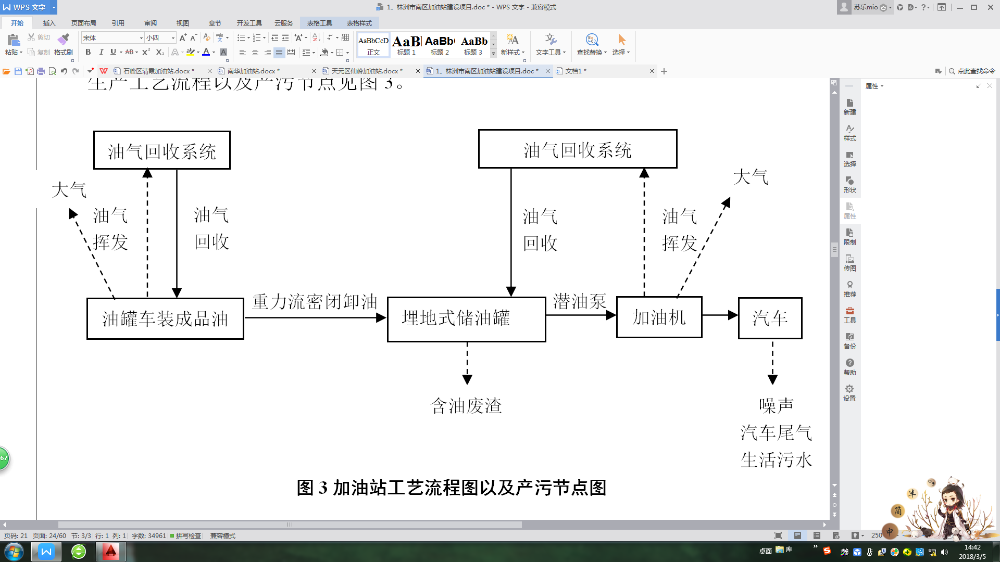 WPS 文字
1、株洲市南区加油站建设项目.doc * - WPS 文字 - 兼容模式
苏乐mio
开始 插入 页面布局 引用 审阅 视图 章节 开发工具 云服务 表格工具 表格样式
粘贴 剪切 复制 格式刷
宋体 小四
AaBbCcD 正文
AaBl 标题 1
AaBb( 标题 2
AaBb 标题 3
新样式 文字工具 查找替换 选择
石峰区清霞加油站.docx *
南华加油站.docx *
天元区仙岭加油站.docx *
1、株洲市南区加油站建设项目.doc *
文档1 *
点此查找命令
生产工艺流程以及产污节点见图 3。
油气回收系统
油气回收系统
大气
大气
油气
挥发
油气
回收
油气
回收
油气
挥发
重力流密闭卸油
潜油泵
油罐车装成品油
埋地式储油罐
加油机
汽车
含油废渣
噪声
汽车尾气
生活污水
图 3 加油站工艺流程图以及产污节点图
属性
新建
样式
选择
形状
属性
限制
传图
推荐
工具
备份
帮助
设置
67
半
简
中
页码: 21 页面: 24/60 节: 3/3 行: 1 列: 1 字数: 34961 拼写检查 兼容模式
250
桌面 库
14:42
2018/3/5